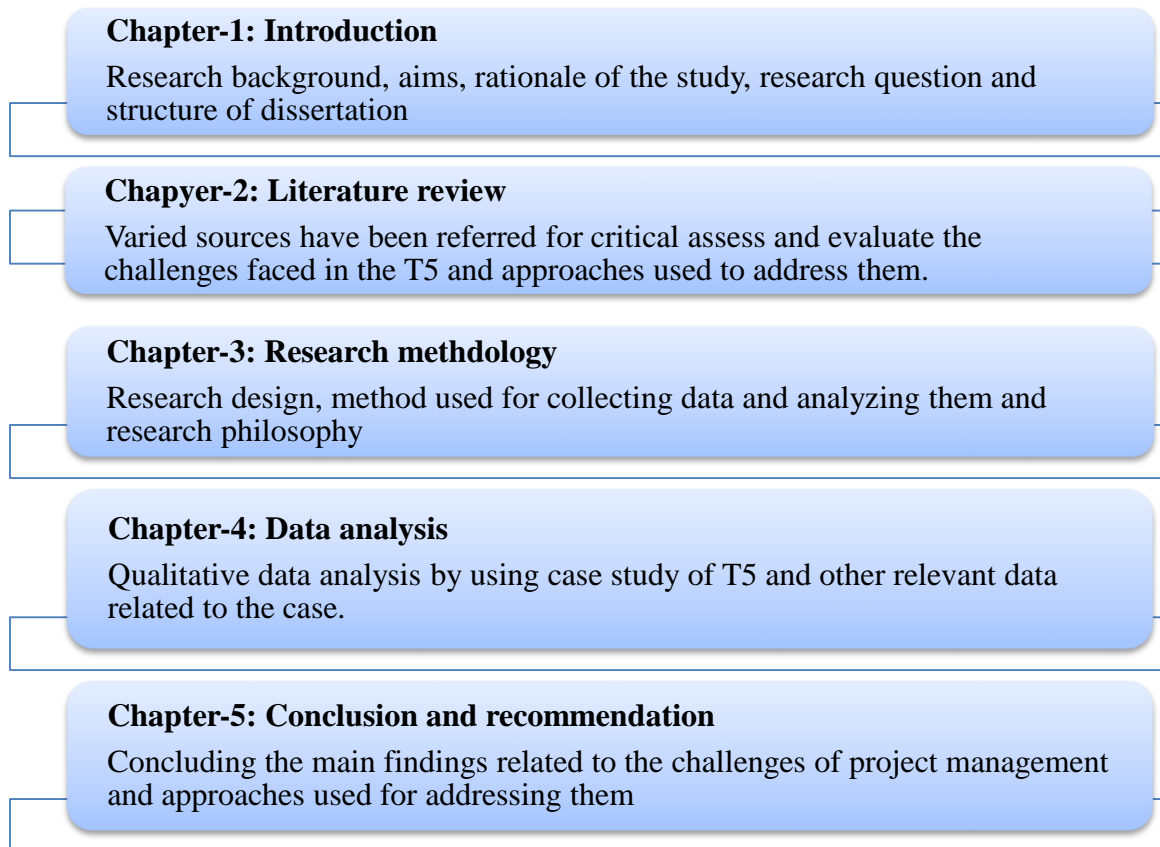 Chapter-1: Introduction
Research background, aims, rationale of the study, research question and
structure of dissertation
Chapyer-2: Literature review
Varied sources have been referred for critical assess and evaluate the
challenges faced in the T5 and approaches used to address them.
Chapter-3: Research methdology
Research design, method used for collecting data and analyzing them and
research philosophy
Chapter-4: Data analysis
Qualitative data analysis by using case study of T5 and other relevant data
related to the case.
Chapter-5: Conclusion and recommendation
Concluding the main findings related to the challenges of project management
and approaches used for addressing them